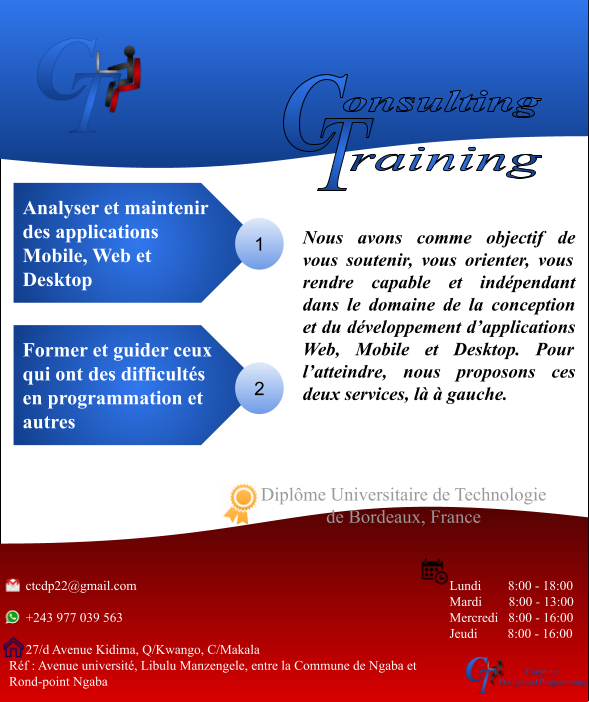 CT
Consulting
Training
Analyser et maintenir
des applications
Mobile, Web et
Desktop
1
Nous avons comme objectif de
vous soutenir, vous orienter, vous
rendre capable et indépendant
dans le domaine de la conception
et du développement d’applications
Web, Mobile et Desktop. Pour
l’atteindre, nous proposons ces
deux services, là à gauche.
Former et guider ceux
qui ont des difficultés
en programmation et
autres
2
Diplôme Universitaire de Technologie
de Bordeaux, France
ctcdp22@gmail.com
+243 977 039 563
27/d Avenue Kidima, Q/Kwango, C/Makala
Réf : Avenue université, Libulu Manzengele, entre la Commune de Ngaba et
Rond-point Ngaba
Lundi 8:00 - 18:00
Mardi 8:00 - 13:00
Mercredi 8:00 - 16:00
Jeudi 8:00 - 16:00
CT